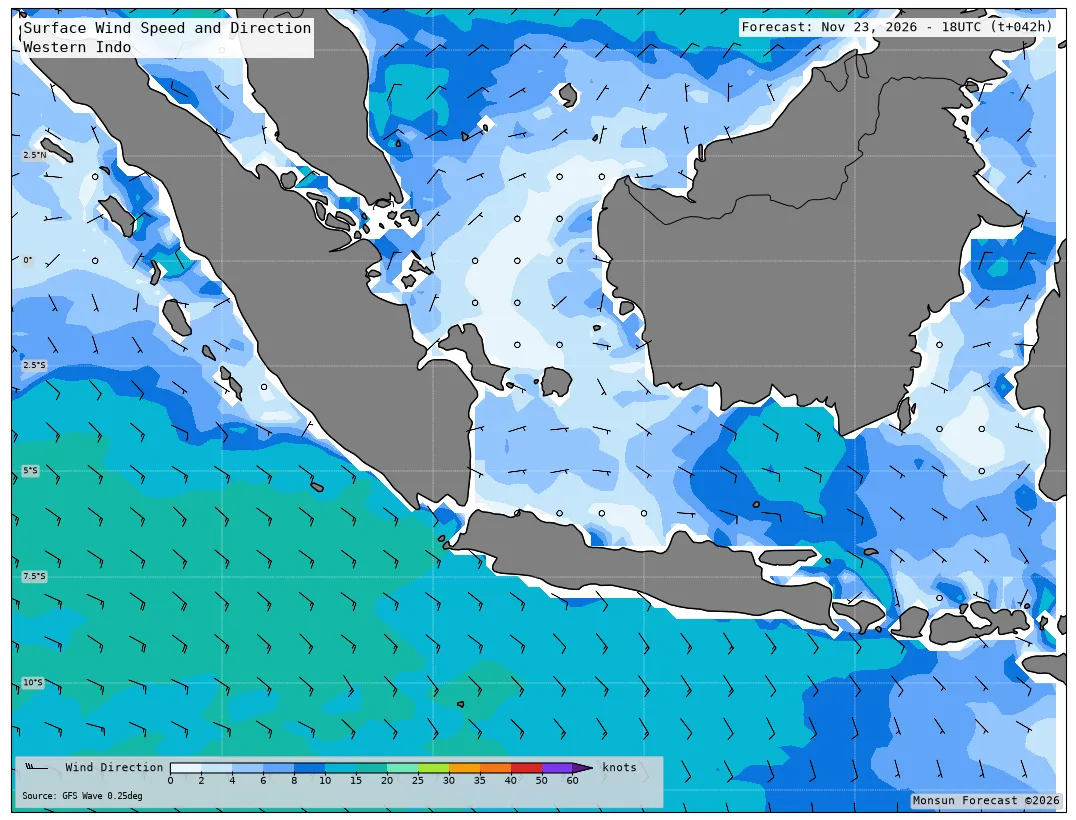 Surface Wind Speed and Direction
Western Indo
Forecast: Nov 23, 2026 - 18UTC (t+042h)
2.5°N
0°
2.5°S
5°S
7.5°S
10°S
Wind Direction
0 2 4 6 8 10 15 20 25 30 35 40 50 60
knots
Source: GFS Wave 0.25deg
Monsun Forecast ©2026